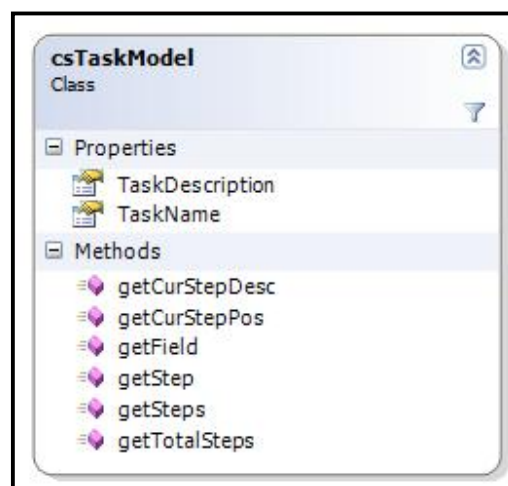 csTaskModel
Class
Properties
TaskDescription
TaskName
Methods
getCurStepDesc
getCurStepPos
getField
getStep
getSteps
getTotalSteps